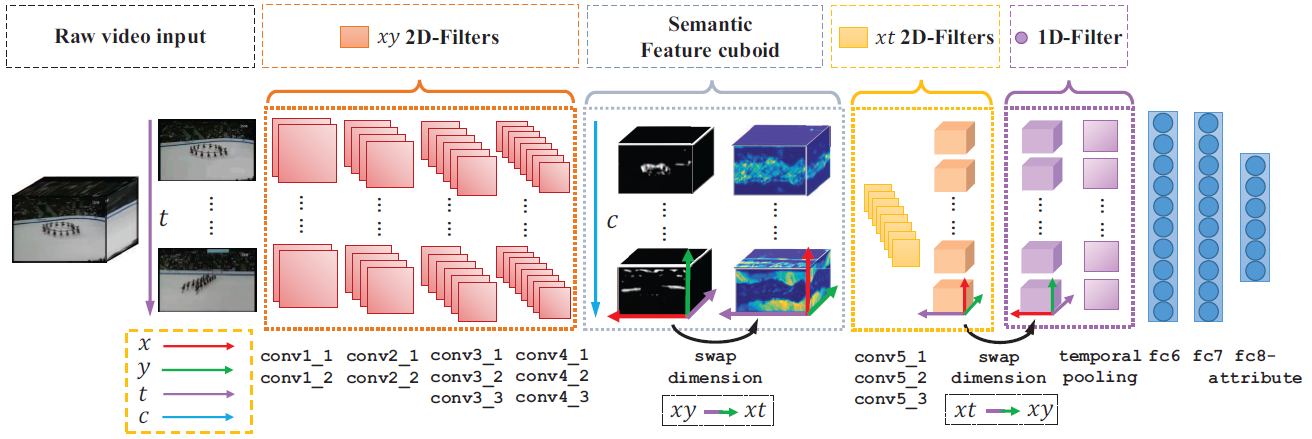 Raw video input
xy 2D-Filters
Semantic
Feature cuboid
xt 2D-Filters
1D-Filter
t
c
x
y
t
c
conv1_1
conv1_2
conv2_1
conv2_2
conv3_1
conv3_2
conv3_3
conv4_1
conv4_2
conv4_3
swap
dimension
xy xt
conv5_1
conv5_2
conv5_3
swap
dimension
xt xy
temporal
pooling
fc6
fc7
fc8-
attribute